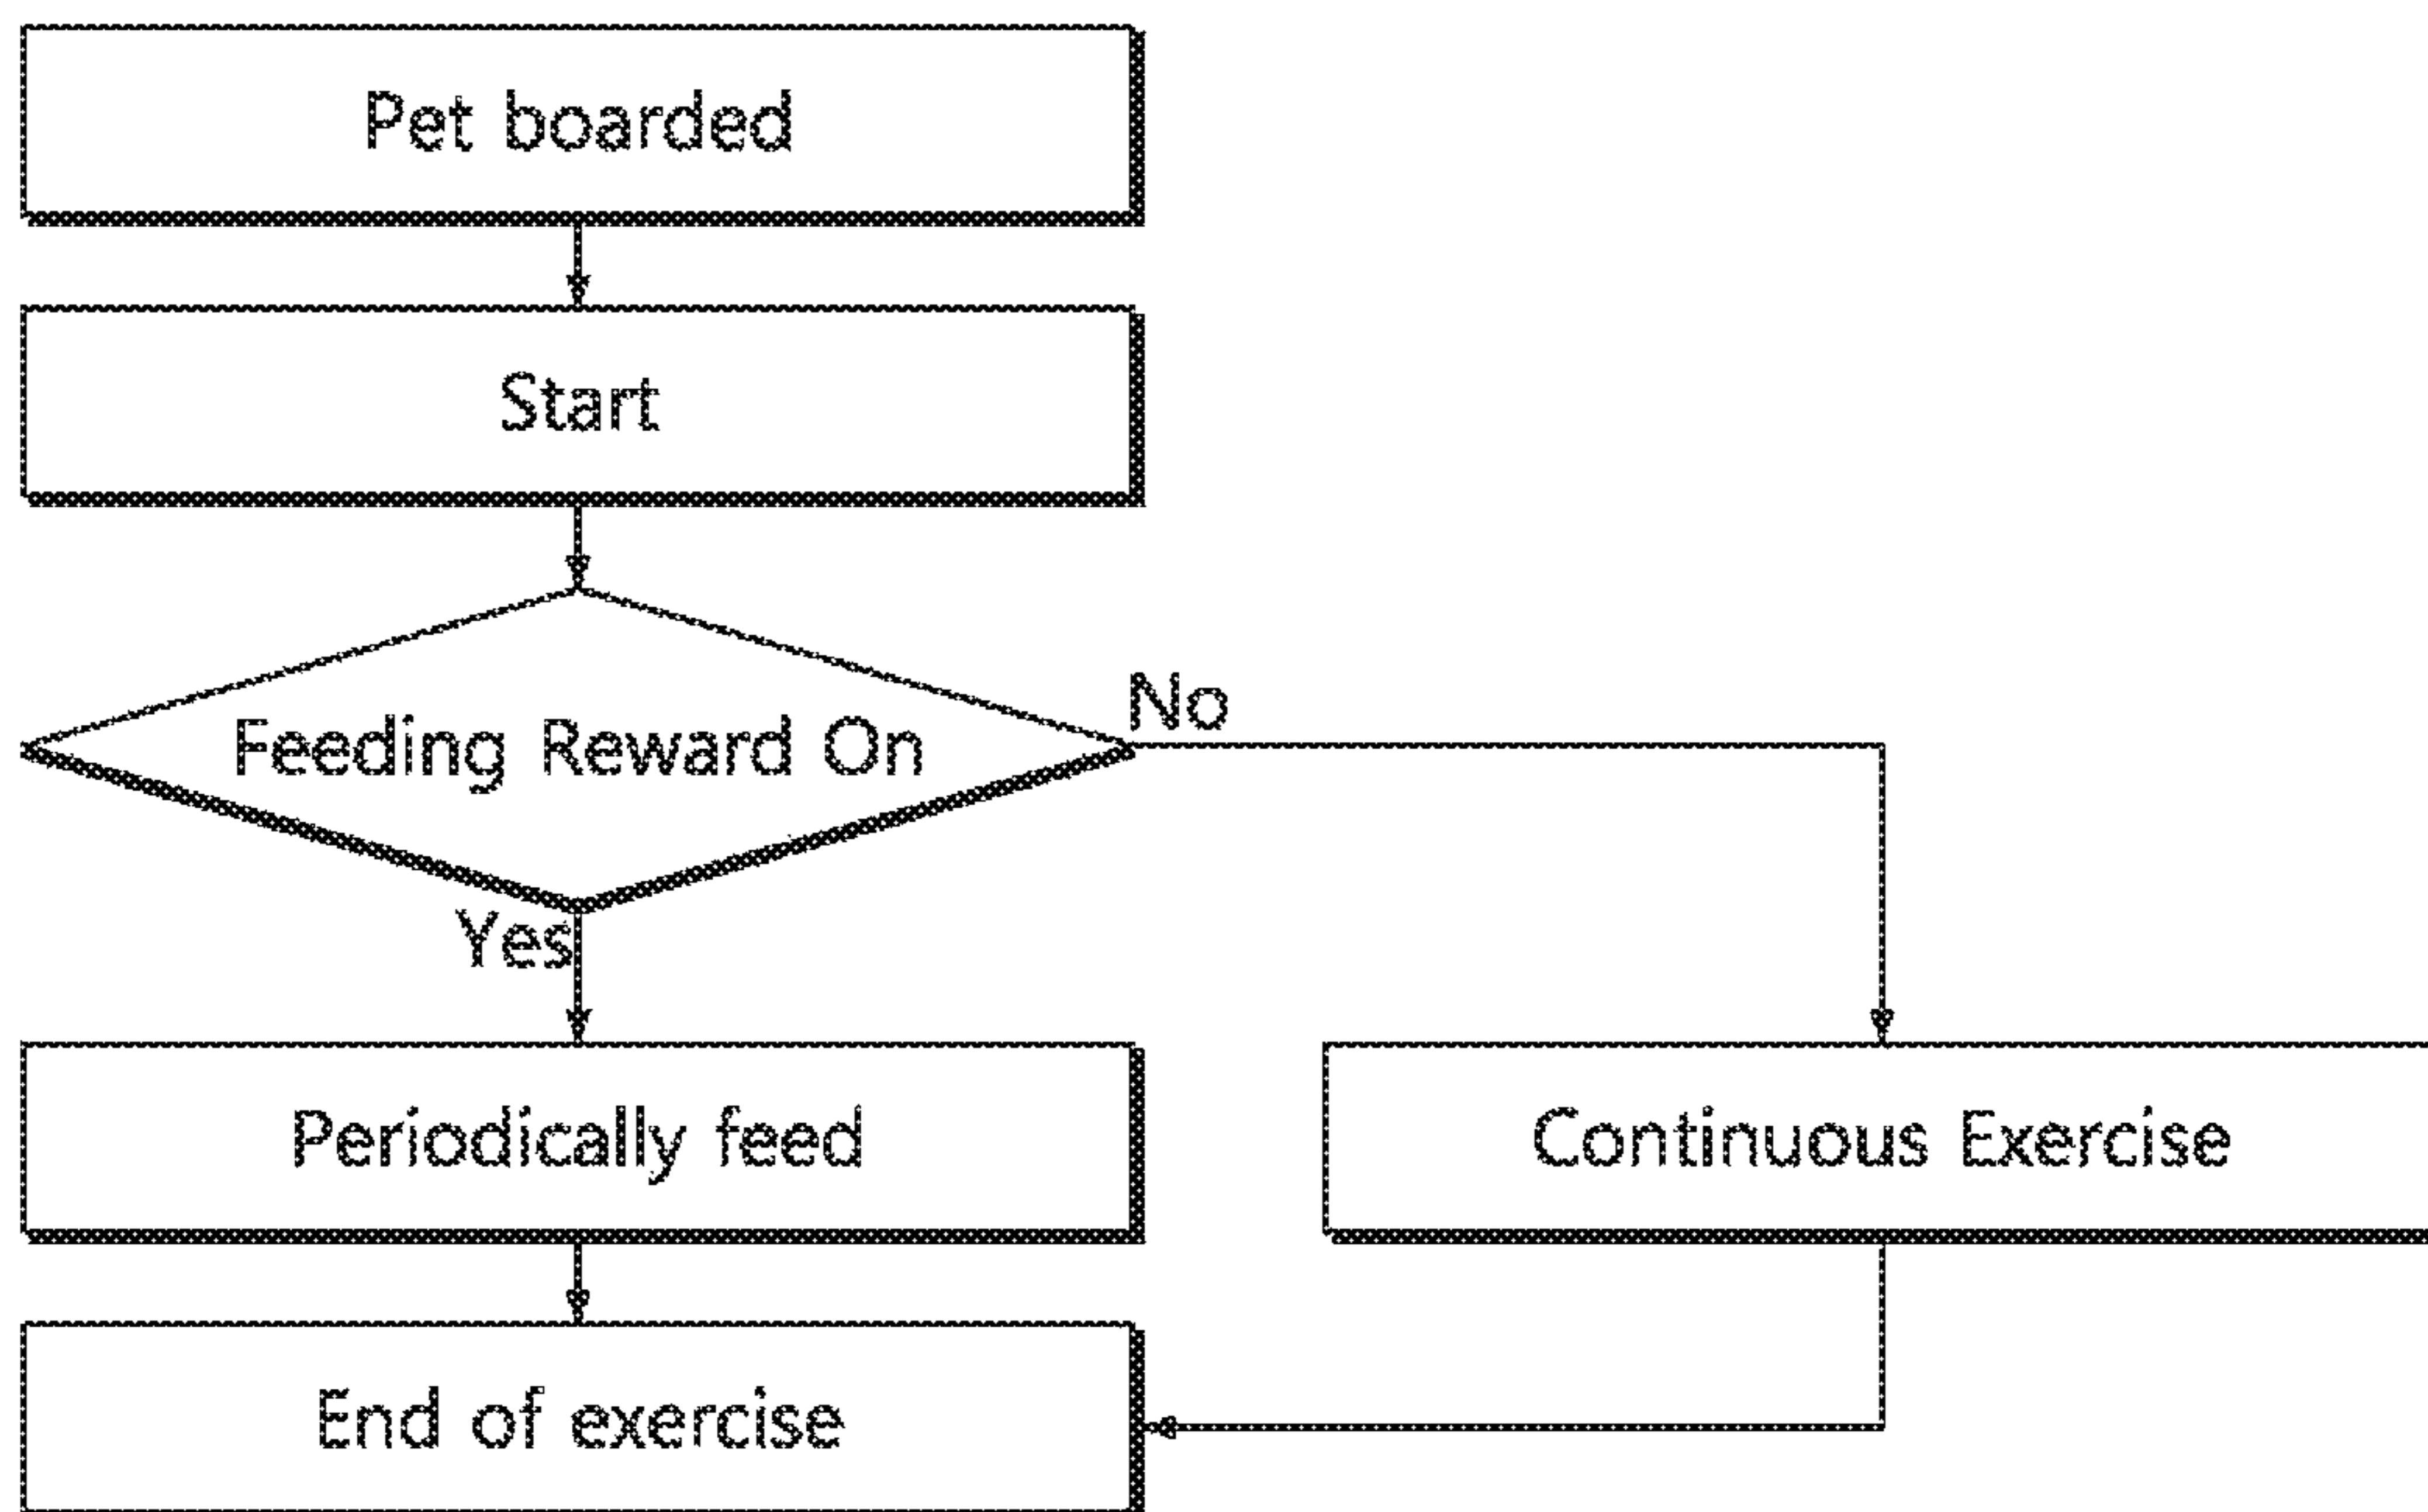 Pet boarded
Start
Feeding Reward On
No
Yes
Periodically feed
Continuous Exercise
End of exercise